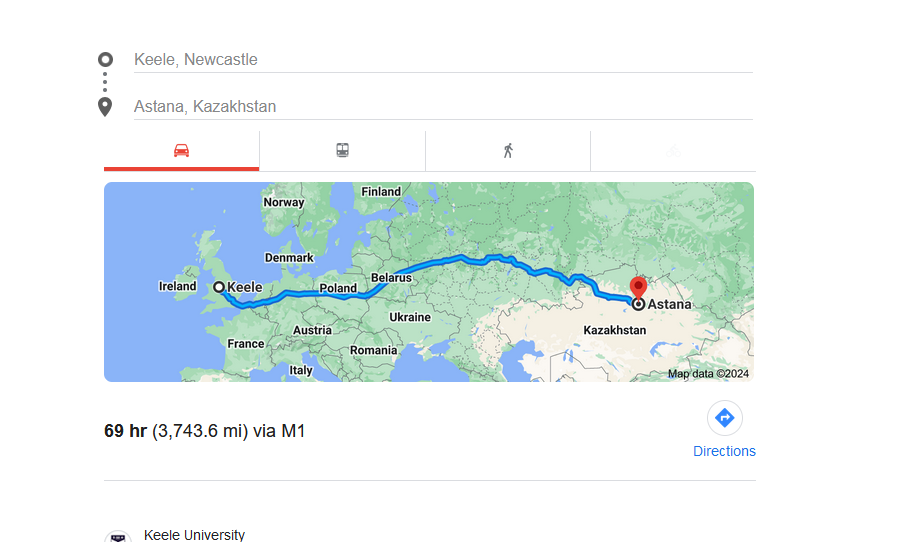 Keele, Newcastle
Astana, Kazakhstan
Finland
Norway
Denmark
Belarus
Ireland
Keele
Poland
Astana
Ukraine
Kazakhstan
Austria
France
Romania
Italy
Map data ©2024
69 hr (3,743.6 mi) via M1
Directions
Keele University